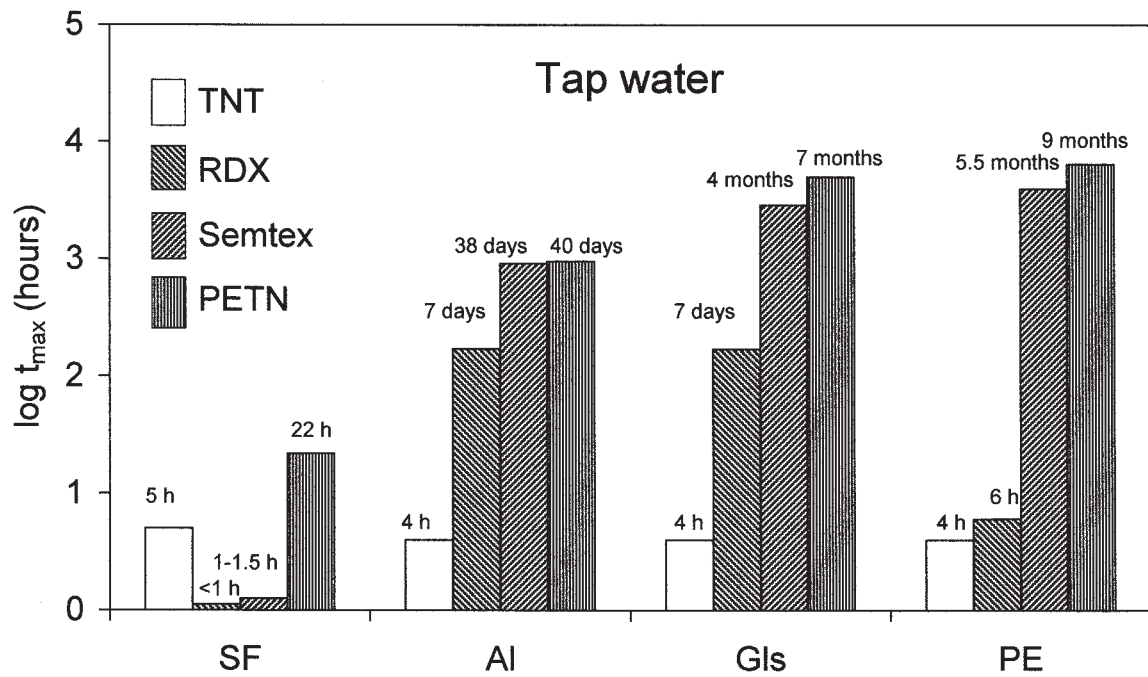 Tap water
TNT
RDX
Semtex
PETN
log tmax (hours)
5
4
3
2
1
0
5 h
<1 h
1-1.5 h
22 h
4 h
7 days
38 days
40 days
4 h
7 days
4 months
7 months
4 h
6 h
5.5 months
9 months
SF
Al
Gls
PE